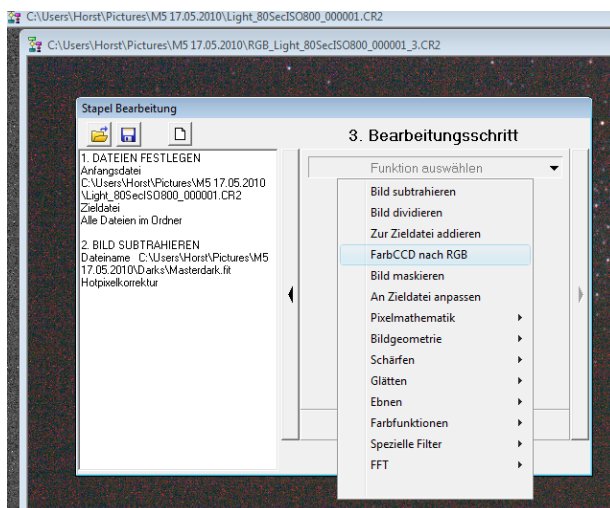 C:\Users\Horst\Pictures\M5 17.05.2010\Light_80SecISO800_000001.CR2
C:\Users\Horst\Pictures\M5 17.05.2010\RGB_Light_80SecISO800_000001_3.CR2
Stapel Bearbeitung
3. Bearbeitungsschritt
1. DATEIEN FESTLEGEN
Anfangsdatei
C:\Users\Horst\Pictures\M5 17.05.2010
\Light_80SecISO800_000001.CR2
Zieldatei
Alle Dateien im Ordner
2. BILD SUBTRAHIEREN
Dateiname C:\Users\Horst\Pictures\M5
17.05.2010\Darks\Masterdark.fit
Hotpixelkorrektur
Funktion auswählen
Bild subtrahieren
Bild dividieren
Zur Zieldatei addieren
FarbCCD nach RGB
Bild maskieren
An Zieldatei anpassen
Pixelmathematik
Bildgeometrie
Schärfen
Glätten
Ebnen
Farbfunktionen
Spezielle Filter
FFT